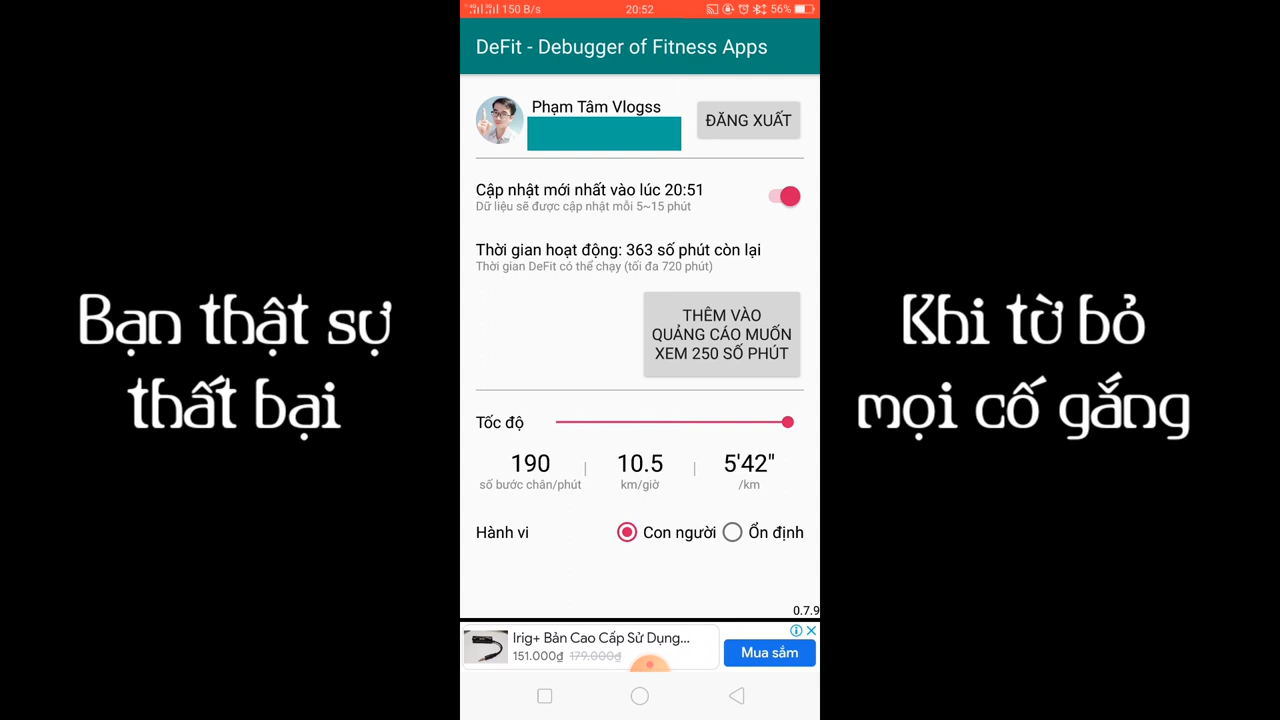 150 B/s
20:52
56%
DeFit - Debugger of Fitness Apps
Phạm Tâm Vlogss
ĐĂNG XUẤT
Cập nhật mới nhất vào lúc 20:51
Dữ liệu sẽ được cập nhật mỗi 5~15 phút
Thời gian hoạt động: 363 số phút còn lại
Thời gian DeFit có thể chạy (tối đa 720 phút)
THÊM VÀO
QUẢNG CÁO MUỐN
XEM 250 SỐ PHÚT
Bạn thật sự
thất bại
Khi từ bỏ
mọi cố gắng
Tốc độ
190 | 10.5 | 5'42"
số bước chân/phút km/giờ /km
Hành vi Con người Ổn định
0.7.9
Irig+ Bản Cao Cấp Sử Dụng...
151.000₫ 179.000₫
Mua sắm